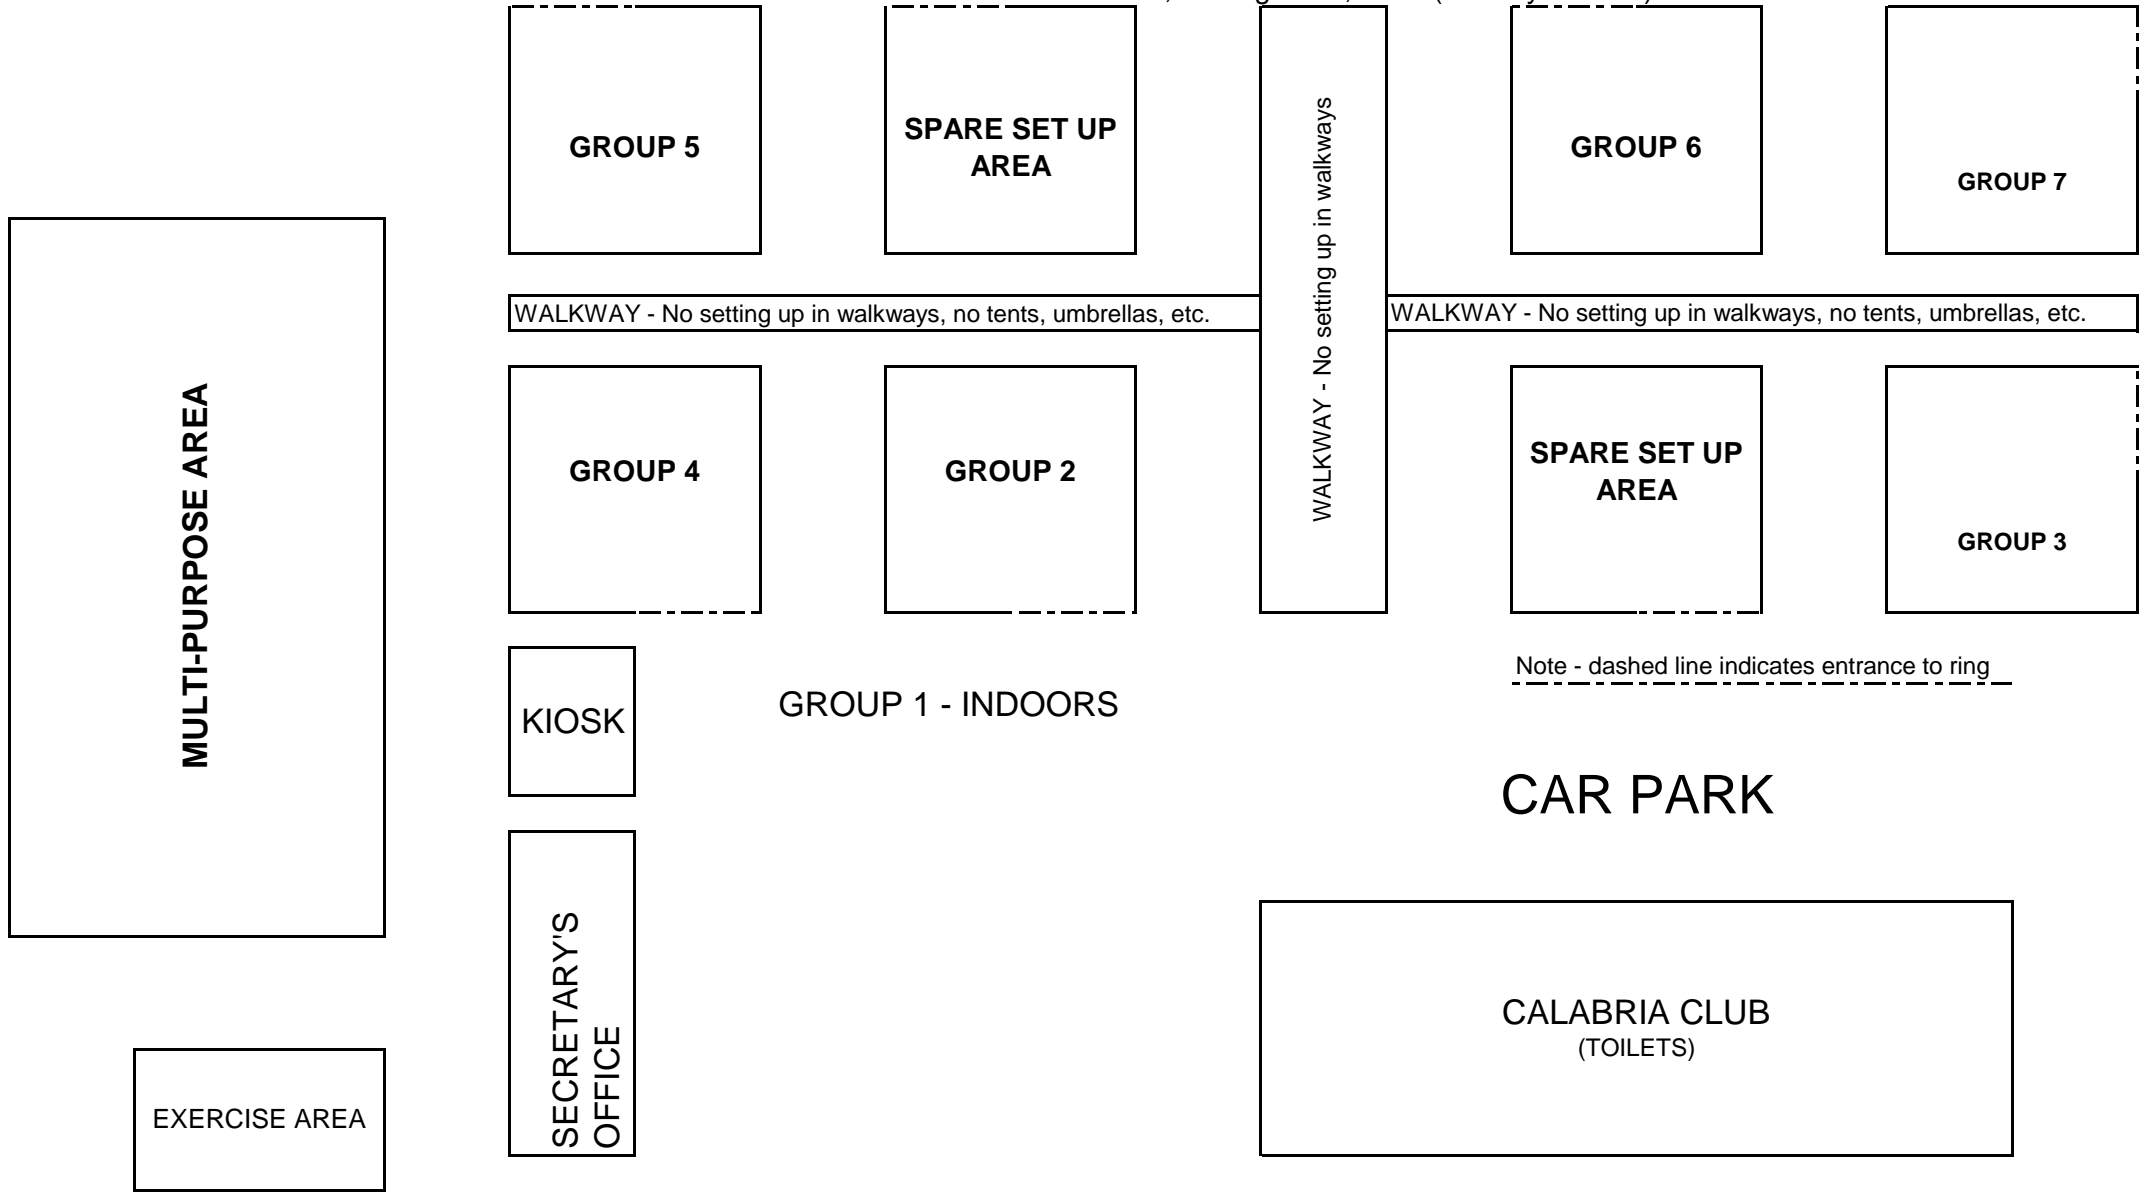 GROUP 5
SPARE SET UP
AREA
WALKWAY - No setting up in walkways
GROUP 6
GROUP 7
WALKWAY - No setting up in walkways, no tents, umbrellas, etc.
WALKWAY - No setting up in walkways, no tents, umbrellas, etc.
MULTI-PURPOSE AREA
GROUP 4
GROUP 2
SPARE SET UP
AREA
GROUP 3
Note - dashed line indicates entrance to ring
KIOSK
GROUP 1 - INDOORS
CAR PARK
SECRETARY'S
OFFICE
CALABRIA CLUB
(TOILETS)
EXERCISE AREA